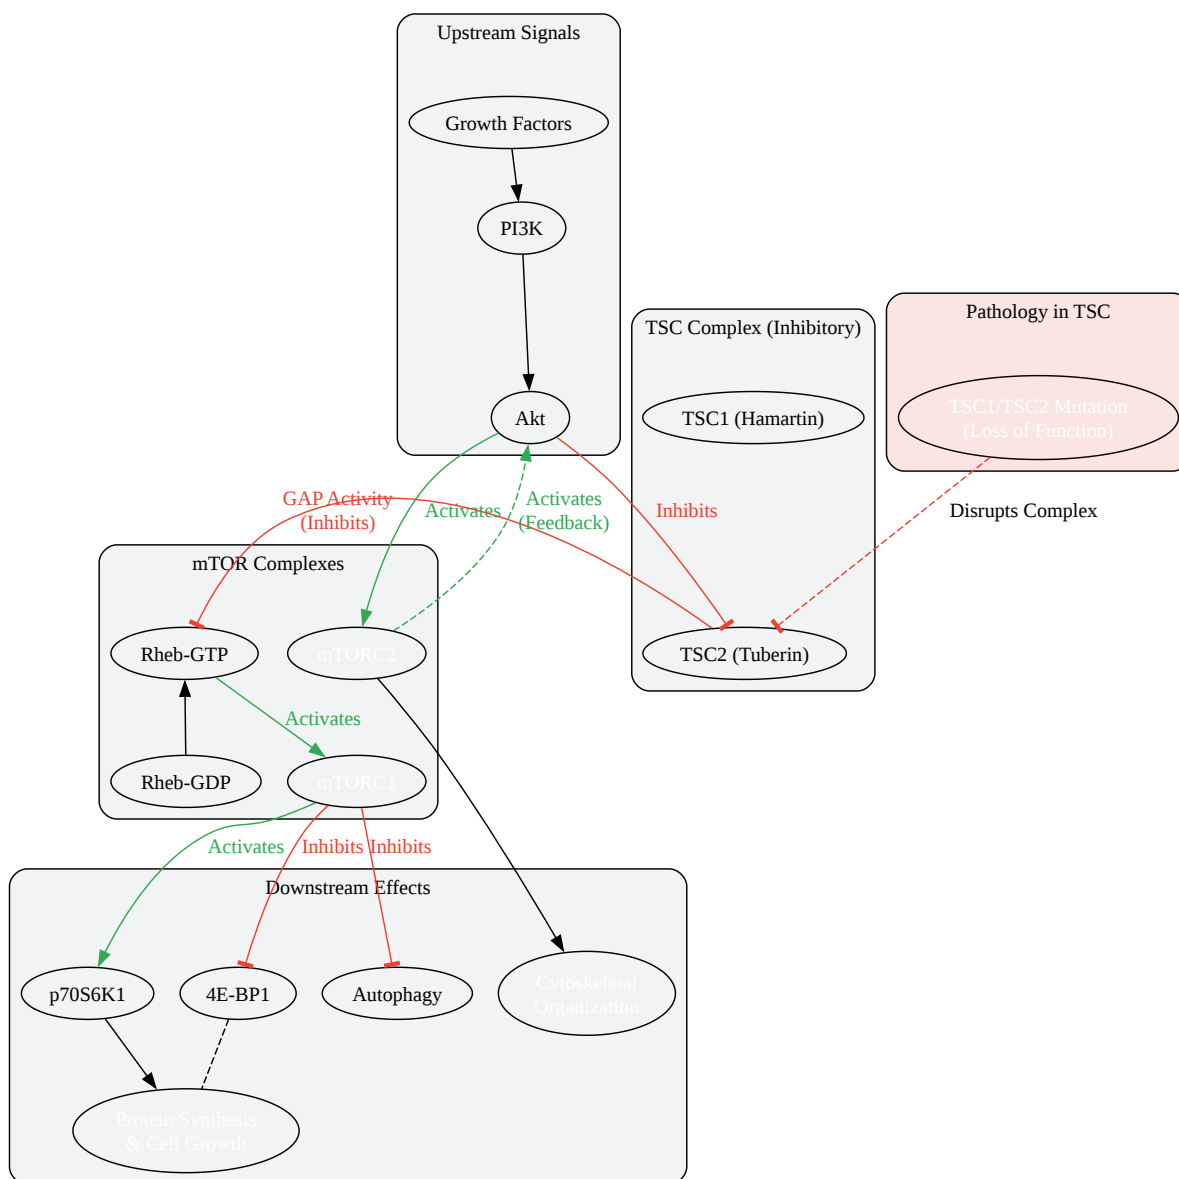 Upstream Signals
Growth Factors
PI3K
Akt
TSC Complex (Inhibitory)
TSC1 (Hamartin)
TSC2 (Tuberin)
Pathology in TSC
TSC1/TSC2 Mutation
(Loss of Function)
GAP Activity
(Inhibits)
Activates
Activates
(Feedback)
Inhibits
Disrupts Complex
mTOR Complexes
Rheb-GTP
mTORC2
Activates
Rheb-GDP
mTORC1
Activates
Inhibits
Inhibits
Downstream Effects
p70S6K1
4E-BP1
Autophagy
Cytoskeletal
Organization
Protein Synthesis
& Cell Growth